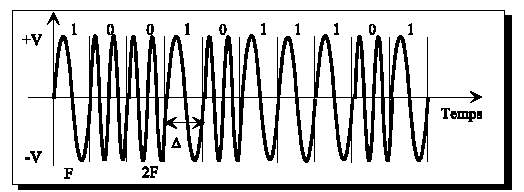 1 0 0 1 0 1 1 1 0 1
+V
Temps
Δ
-V
F 2F